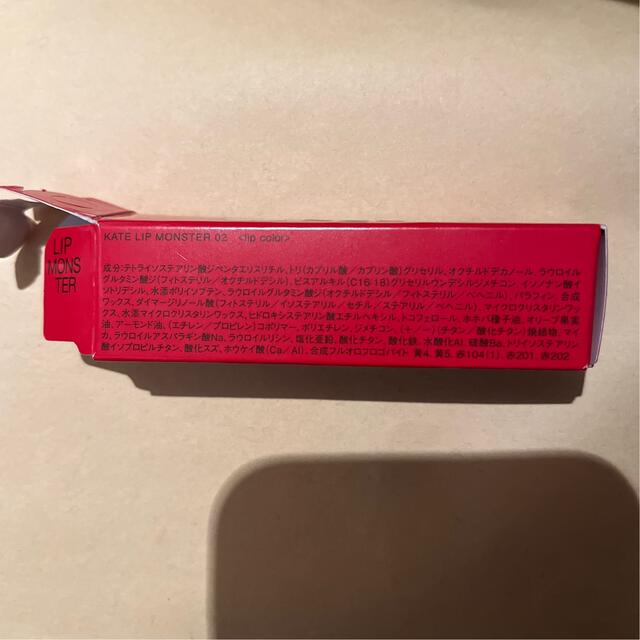 LIP
MONS
TER
KATE LIP MONSTER 02 <lip color>
成分:テトライソステアリン酸ジペンタエリスリチル、トリ(カプリル酸/カプリン酸)グリセリル、オクチルドデカノール、ラウロイル
グルタミン酸ジ(フィトステリル/オクチルドデシル)、ビスアルキル(C16-18)グリセリルウンデシルジメチコン、イソノナン酸イ
ソトリデシル、水添ポリイソブテン、ラウロイルグルタミン酸ジ(オクチルドデシル/フィトステリル/ベヘニル)、パラフィン、合成
ワックス、ダイマージリノール酸(フィトステリル/イソステアリル/セチル/ステアリル/ベヘニル)、マイクロクリスタリンワッ
クス、水添マイクロクリスタリンワックス、ヒドロキシステアリン酸エチルヘキシル、トコフェロール、ホホバ種子油、オリーブ果実
油、アーモンド油、(エチレン/プロピレン)コポリマー、ポリエチレン、ジメチコン、(+/-)(チタン/酸化チタン)焼結物、マイ
カ、ラウロイルアスパラギン酸Na、ラウロイルリシン、塩化亜鉛、酸化チタン、酸化鉄、水酸化Al、硫酸Ba、トリイソステアリン
酸イソプロピルチタン、酸化スズ、ホウケイ酸(Ca/Al)、合成フルオロフロゴパイト 黄4、黄5、赤104(1)、赤201、赤202